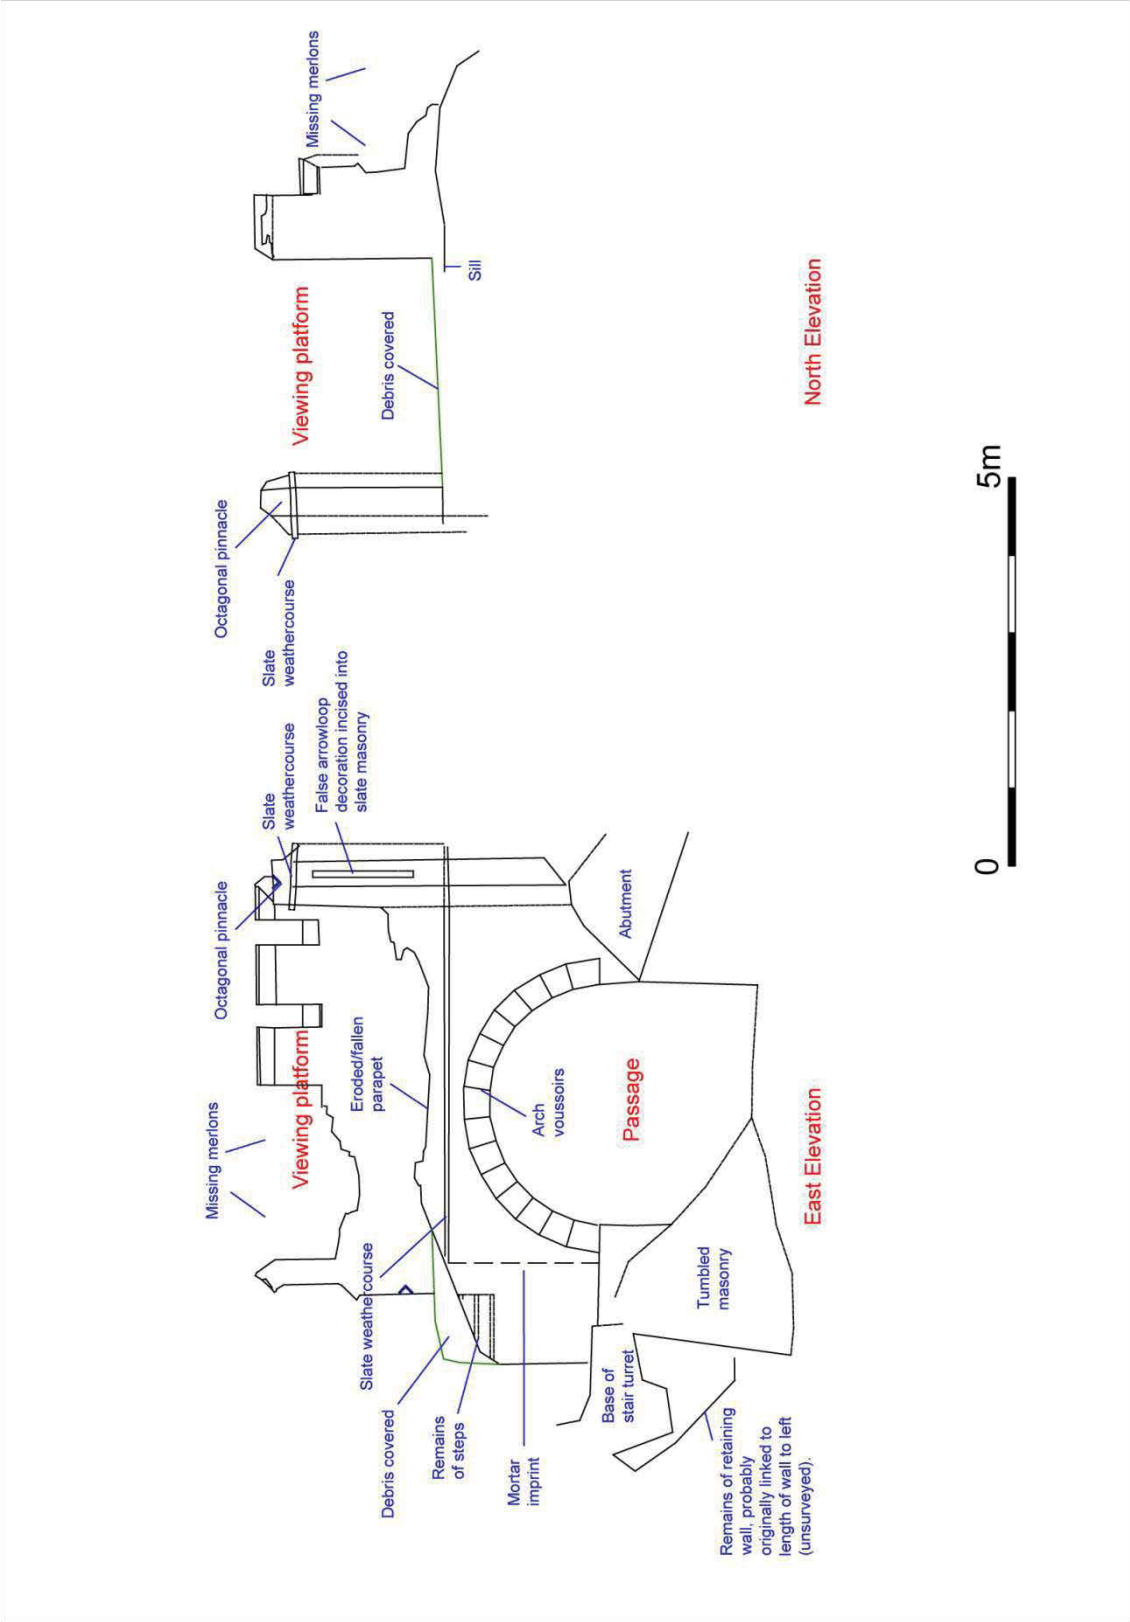 Missing merlons
Viewing platform
Octagonal pinnacle
Slate
weathercourse
False arrowloop
decoration incised into
slate masonry
Eroded/fallen
parapet
Slate weathercourse
Debris covered
Remains
of steps
Mortar
imprint
Arch
voussoirs
Abutment
Passage
Base of
stair turret
Tumbled
masonry
Remains of retaining
wall, probably
originally linked to
length of wall to left
(unsurveyed).
East Elevation
Octagonal pinnacle
Slate
weathercourse
Viewing platform
Missing merlons
Debris covered
Sill
North Elevation
0
5m